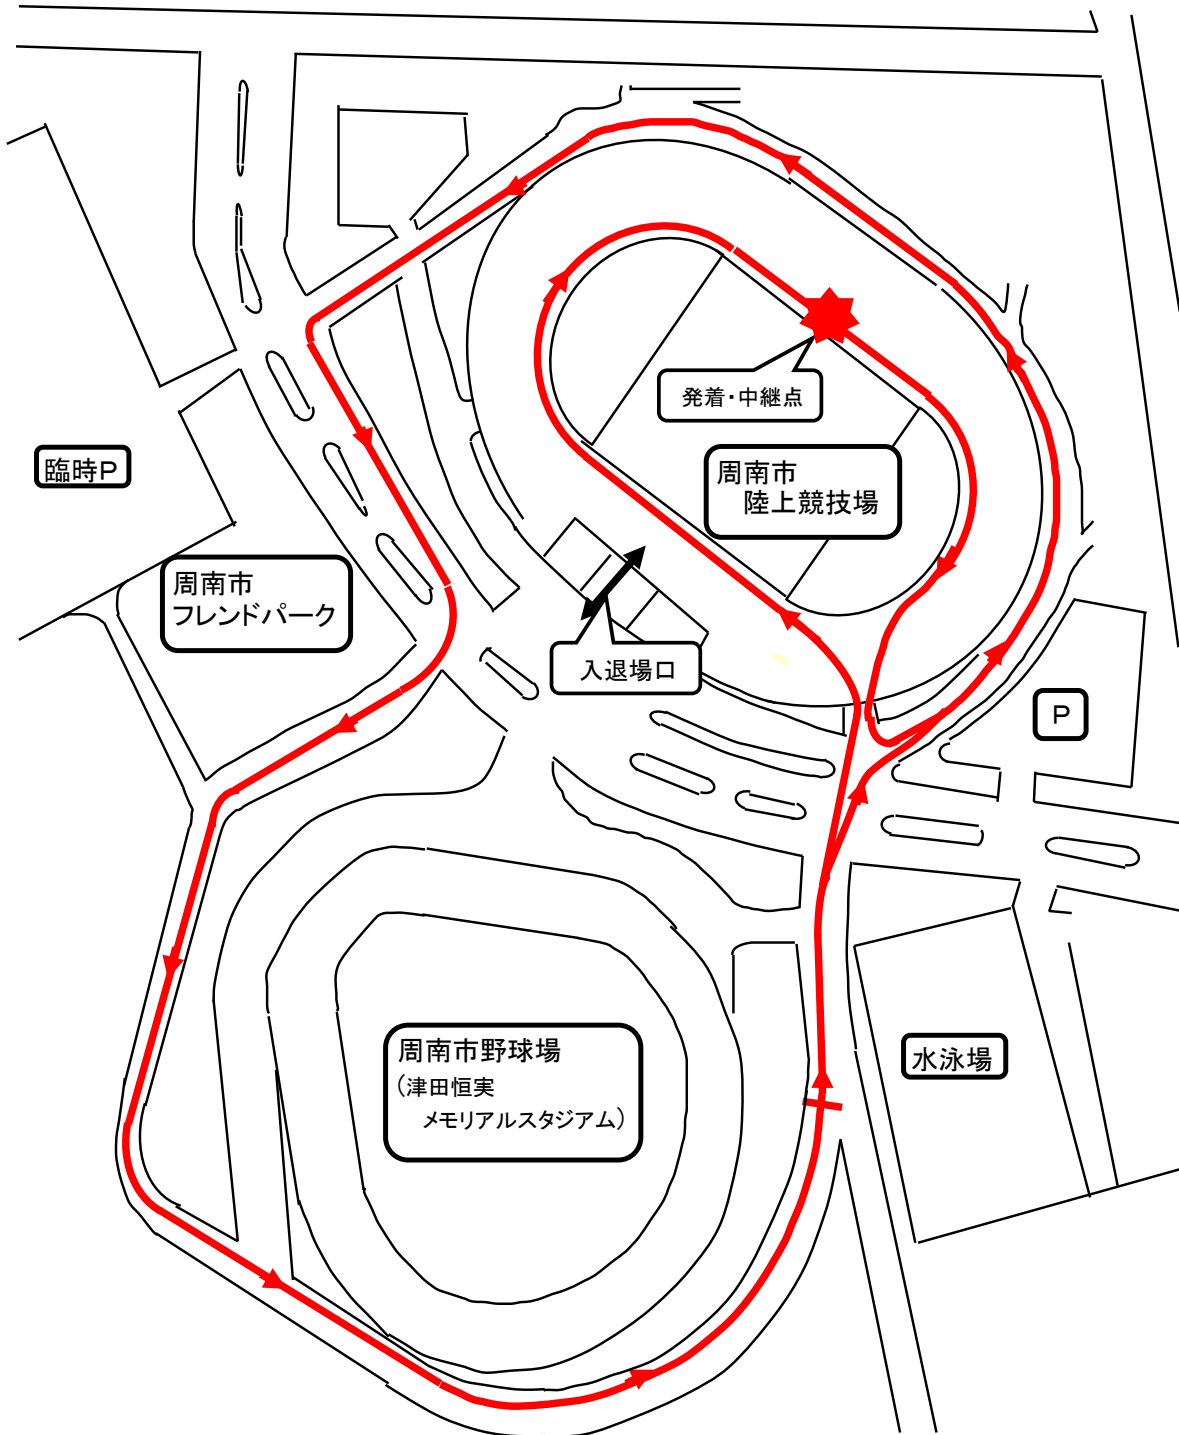 発着・中継点
周南市
陸上競技場
臨時P
周南市
フレンドパーク
入退場口
P
周南市野球場
(津田恒実
メモリアルスタジアム)
水泳場